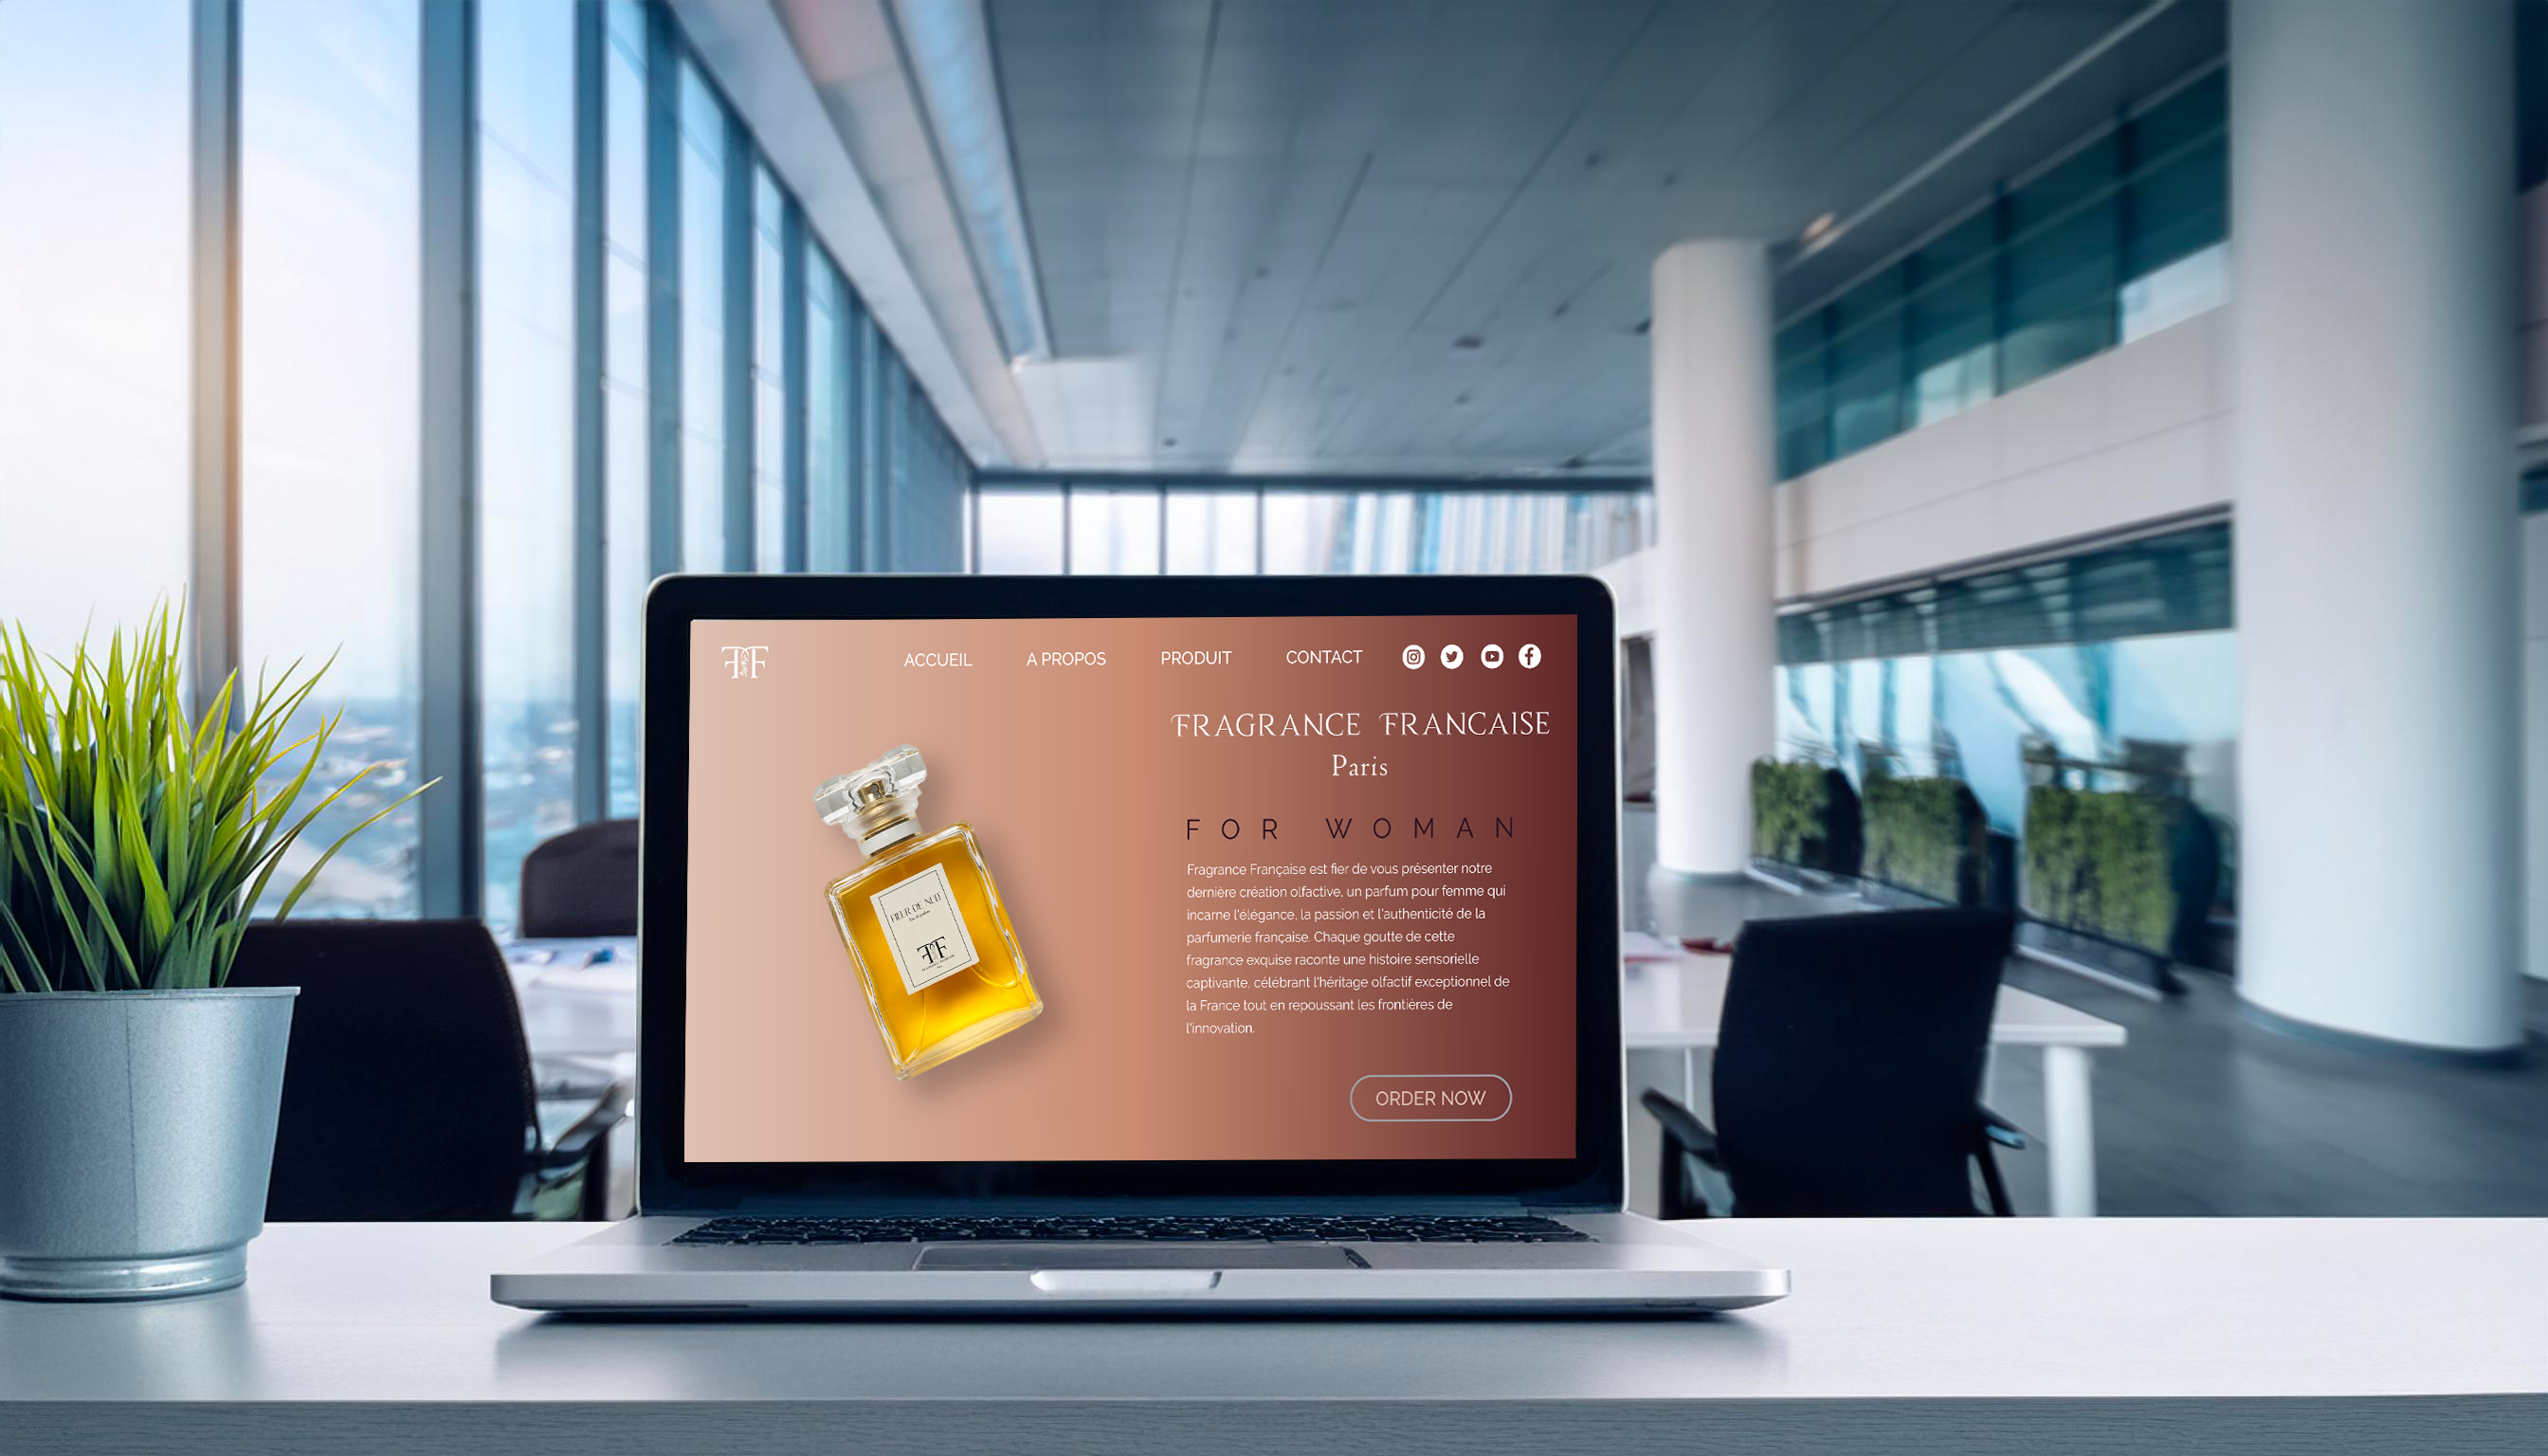 FF
ACCUEIL A PROPOS PRODUIT CONTACT
FRAGRANCE FRANCAISE
Paris
FOR WOMAN
Fragrance Française est fier de vous présenter notre
dernière création olfactive, un parfum pour femme qui
incarne l'élégance, la passion et l'authenticité de la
parfumerie française. Chaque goutte de cette
fragrance exquise raconte une histoire sensorielle
captivante, célébrant l'héritage olfactif exceptionnel de
la France tout en repoussant les frontières de
l'innovation.
ORDER NOW
FLEUR DE NUIT
Eau de parfum
FF